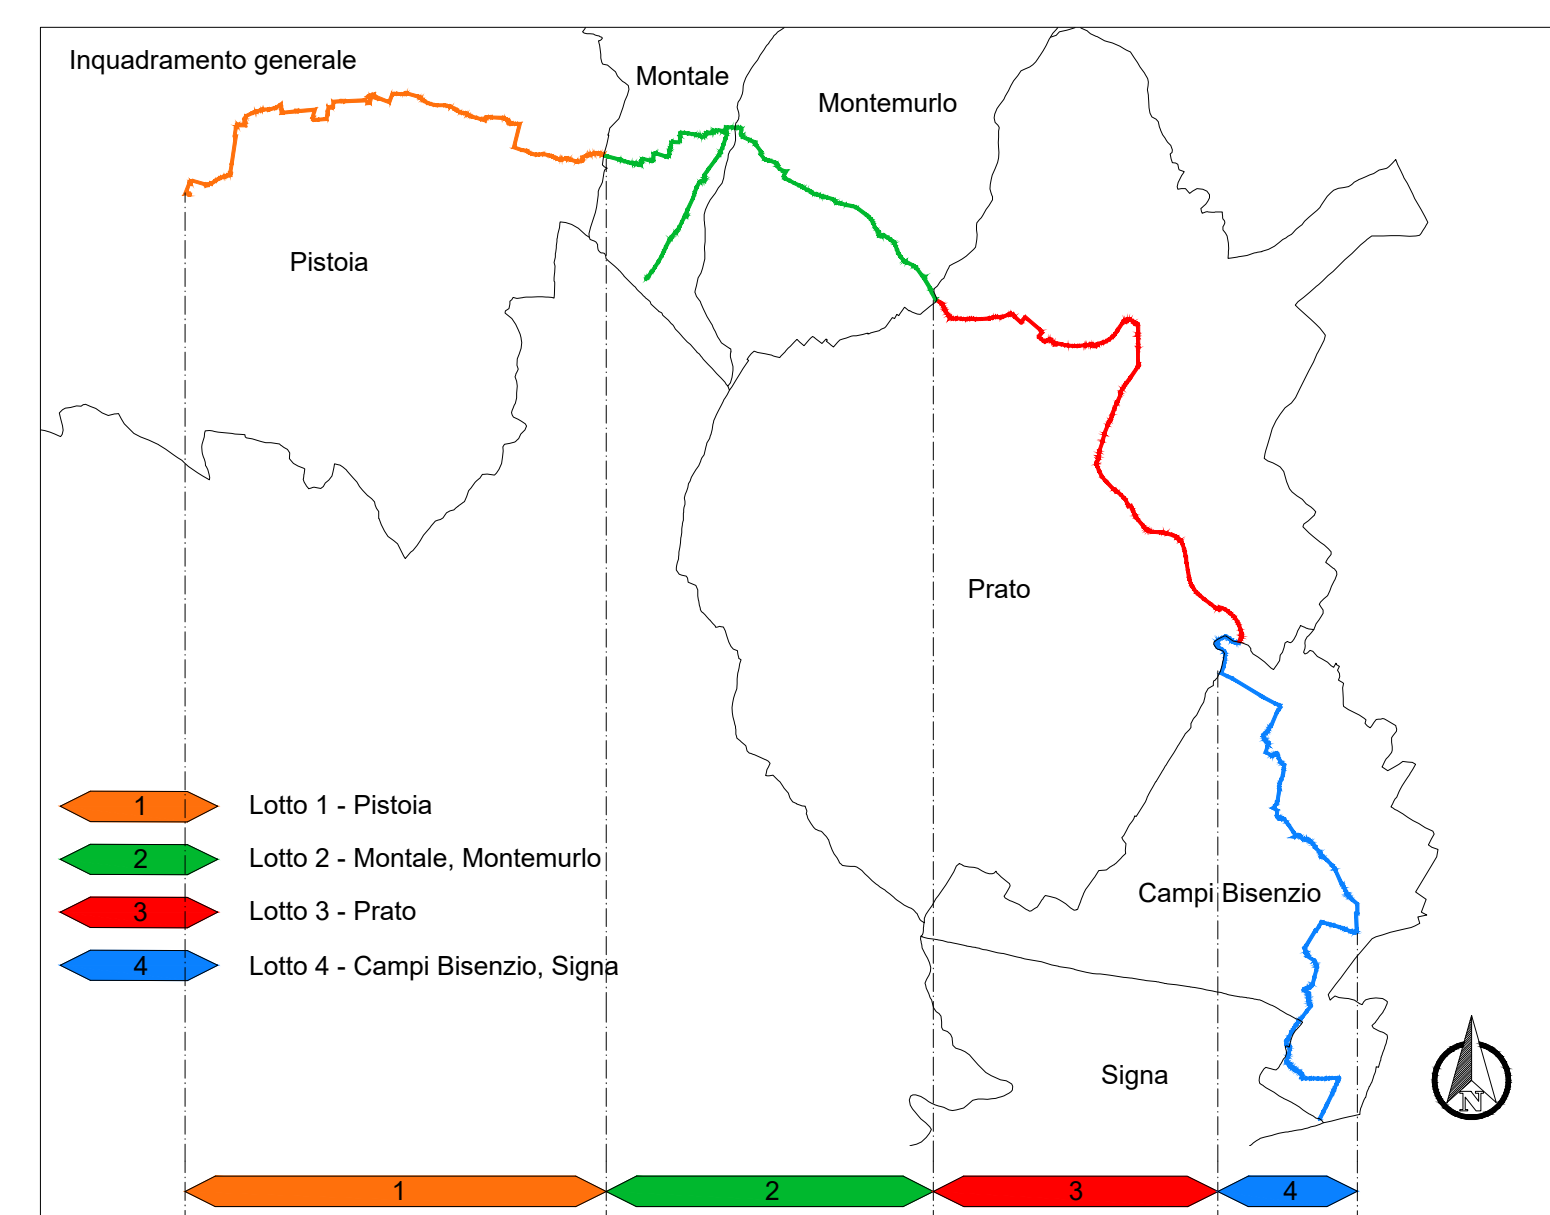 Inquadramento generale
Montale
Montemurlo
Pistoia
Prato
1 Lotto 1 - Pistoia
2 Lotto 2 - Montale, Montemurlo
3 Lotto 3 - Prato
4 Lotto 4 - Campi Bisenzio, Signa
Campi Bisenzio
Signa
N
1 2 3 4